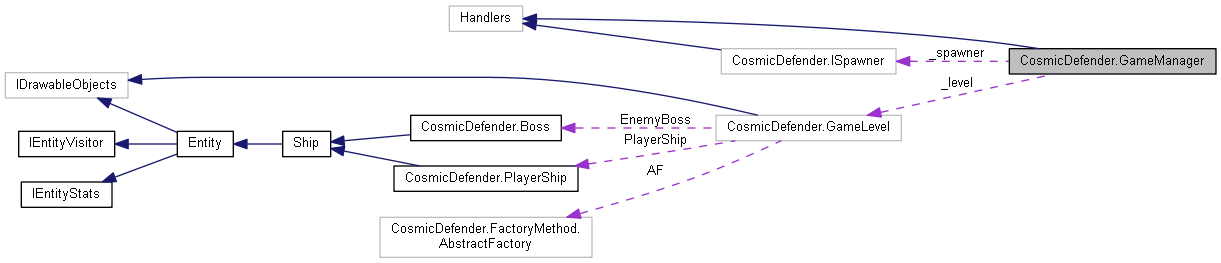 Handlers
CosmicDefender.ISpawner
_spawner
CosmicDefender.GameManager
IDrawableObjects
_level
CosmicDefender.Boss
EnemyBoss
CosmicDefender.GameLevel
IEntityVisitor
Entity
Ship
PlayerShip
CosmicDefender.PlayerShip
AF
IEntityStats
CosmicDefender.FactoryMethod.
AbstractFactory